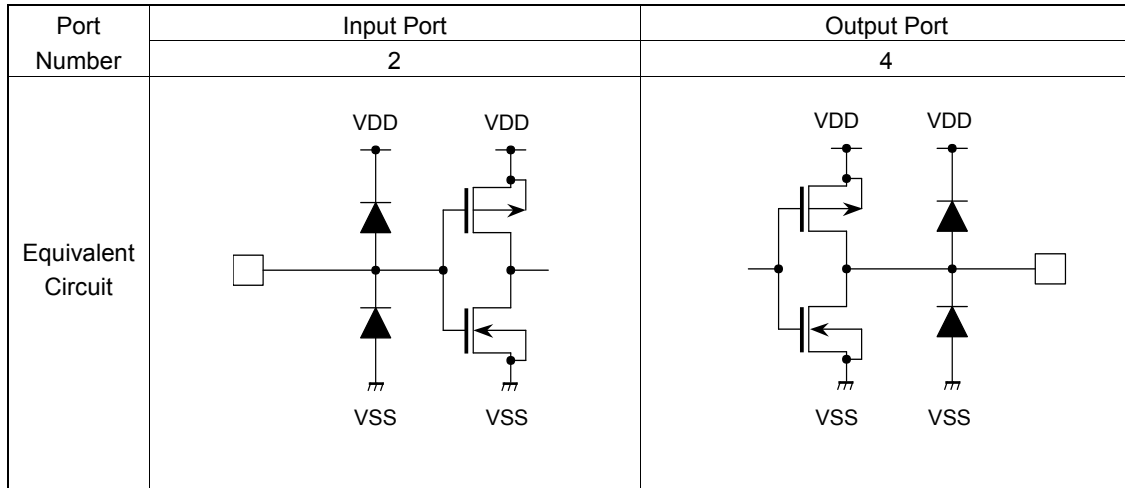 Port Number
Input Port
Output Port
2
4
Equivalent Circuit
VDD VDD
VSS VSS
VDD VDD
VSS VSS